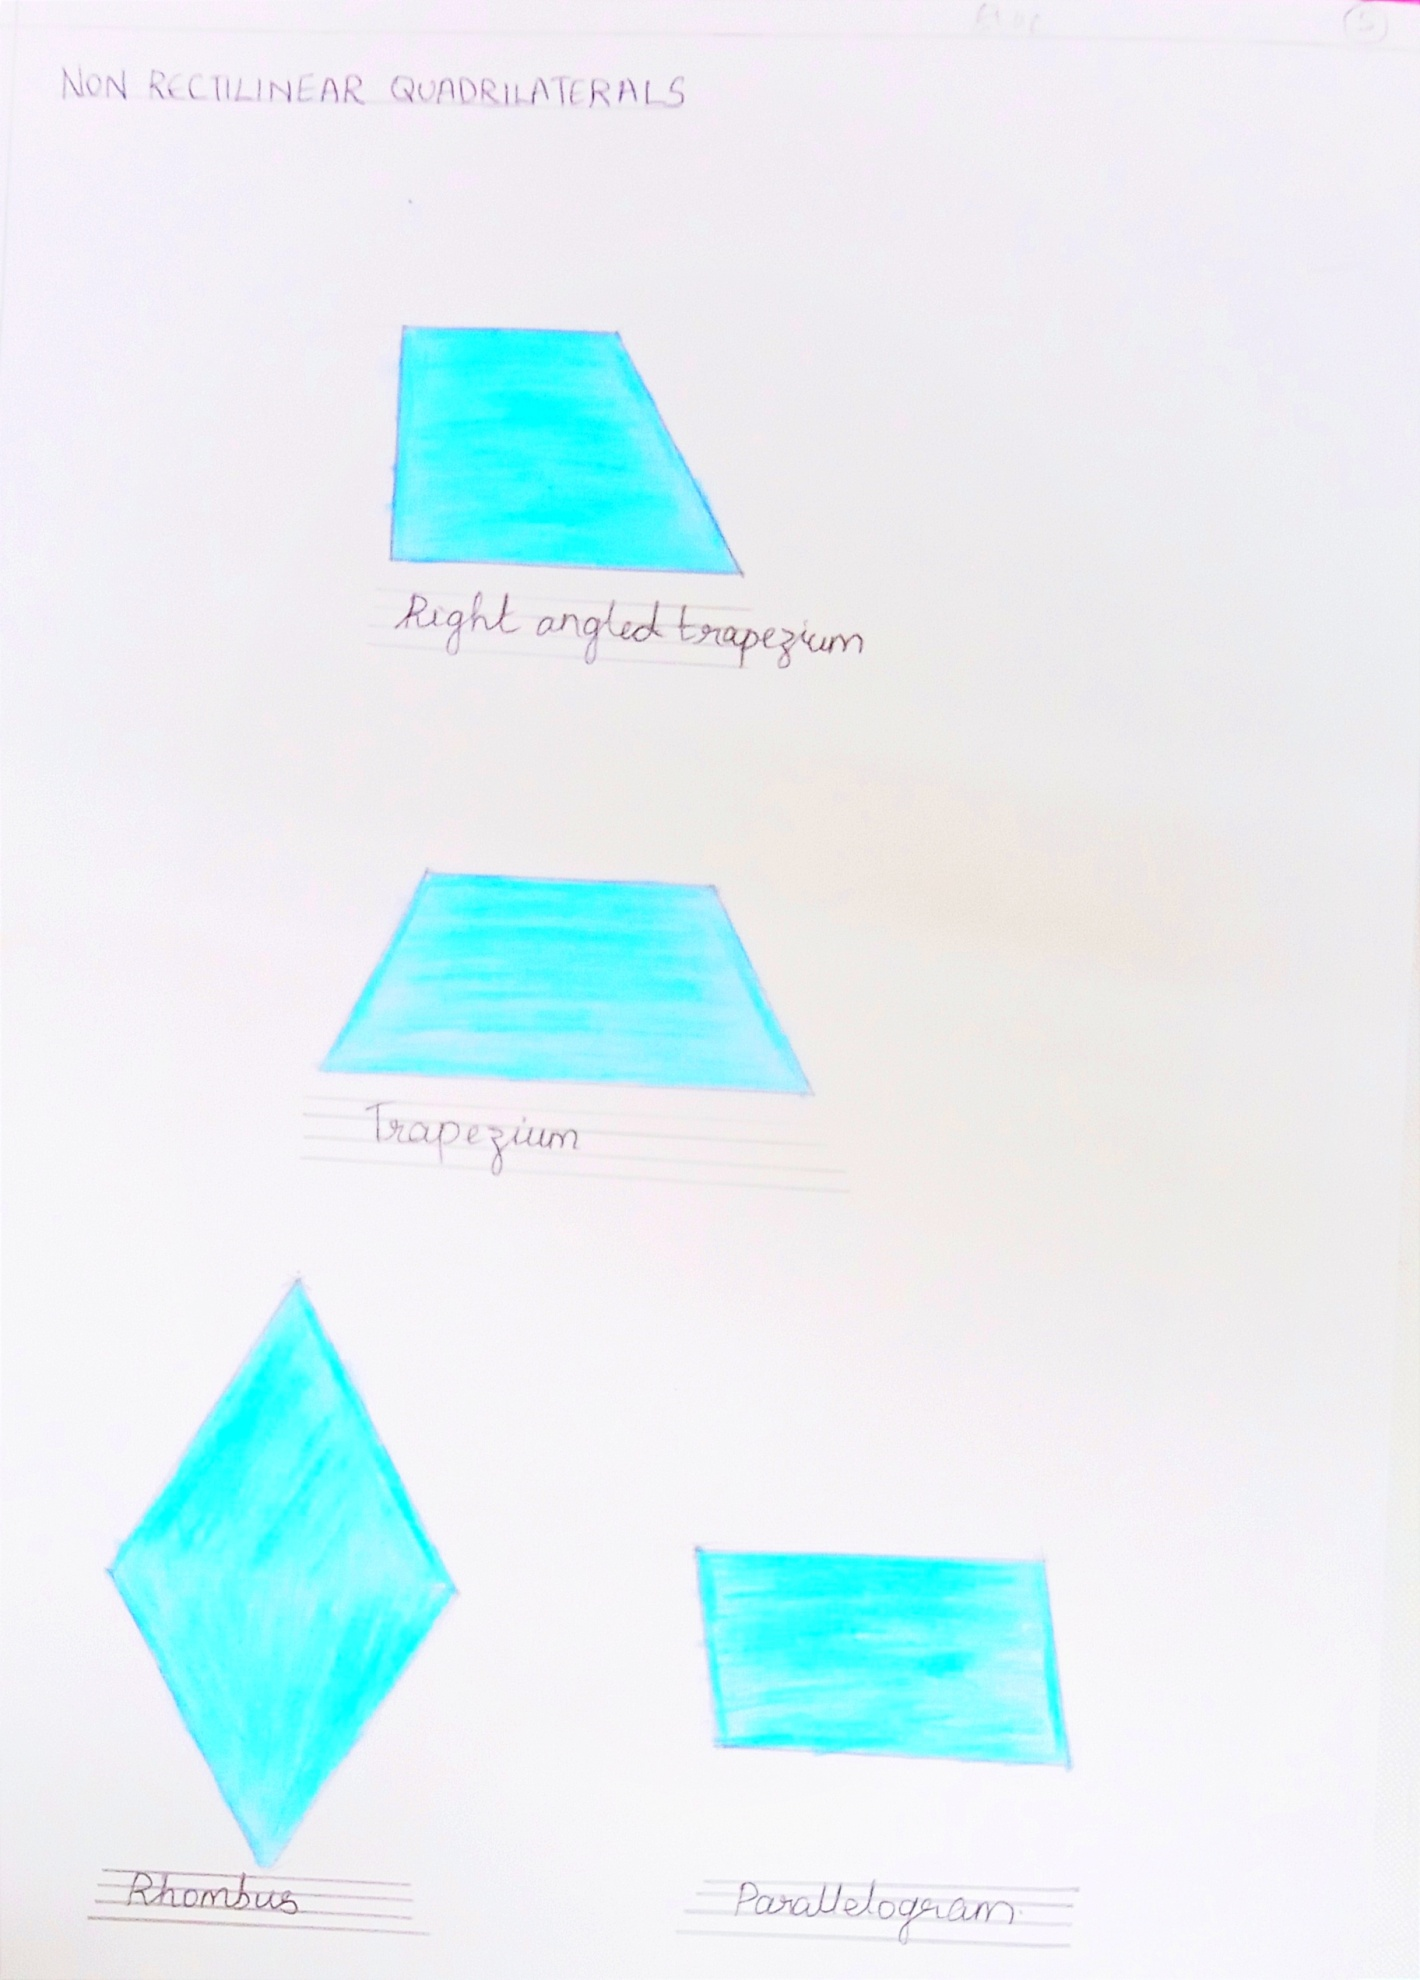 NON RECTILINEAR QUADRILATERALS
Right angled trapezium
Trapezium
Rhombus
Parallelogram.